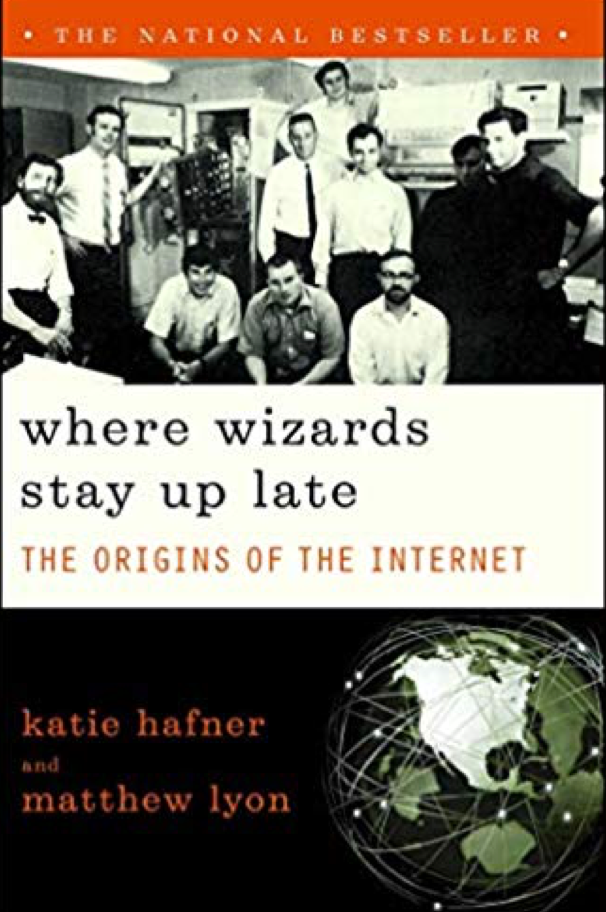 • THE NATIONAL BESTSELLER •
where wizards
stay up late
THE ORIGINS OF THE INTERNET
katie hafner
and
matthew lyon